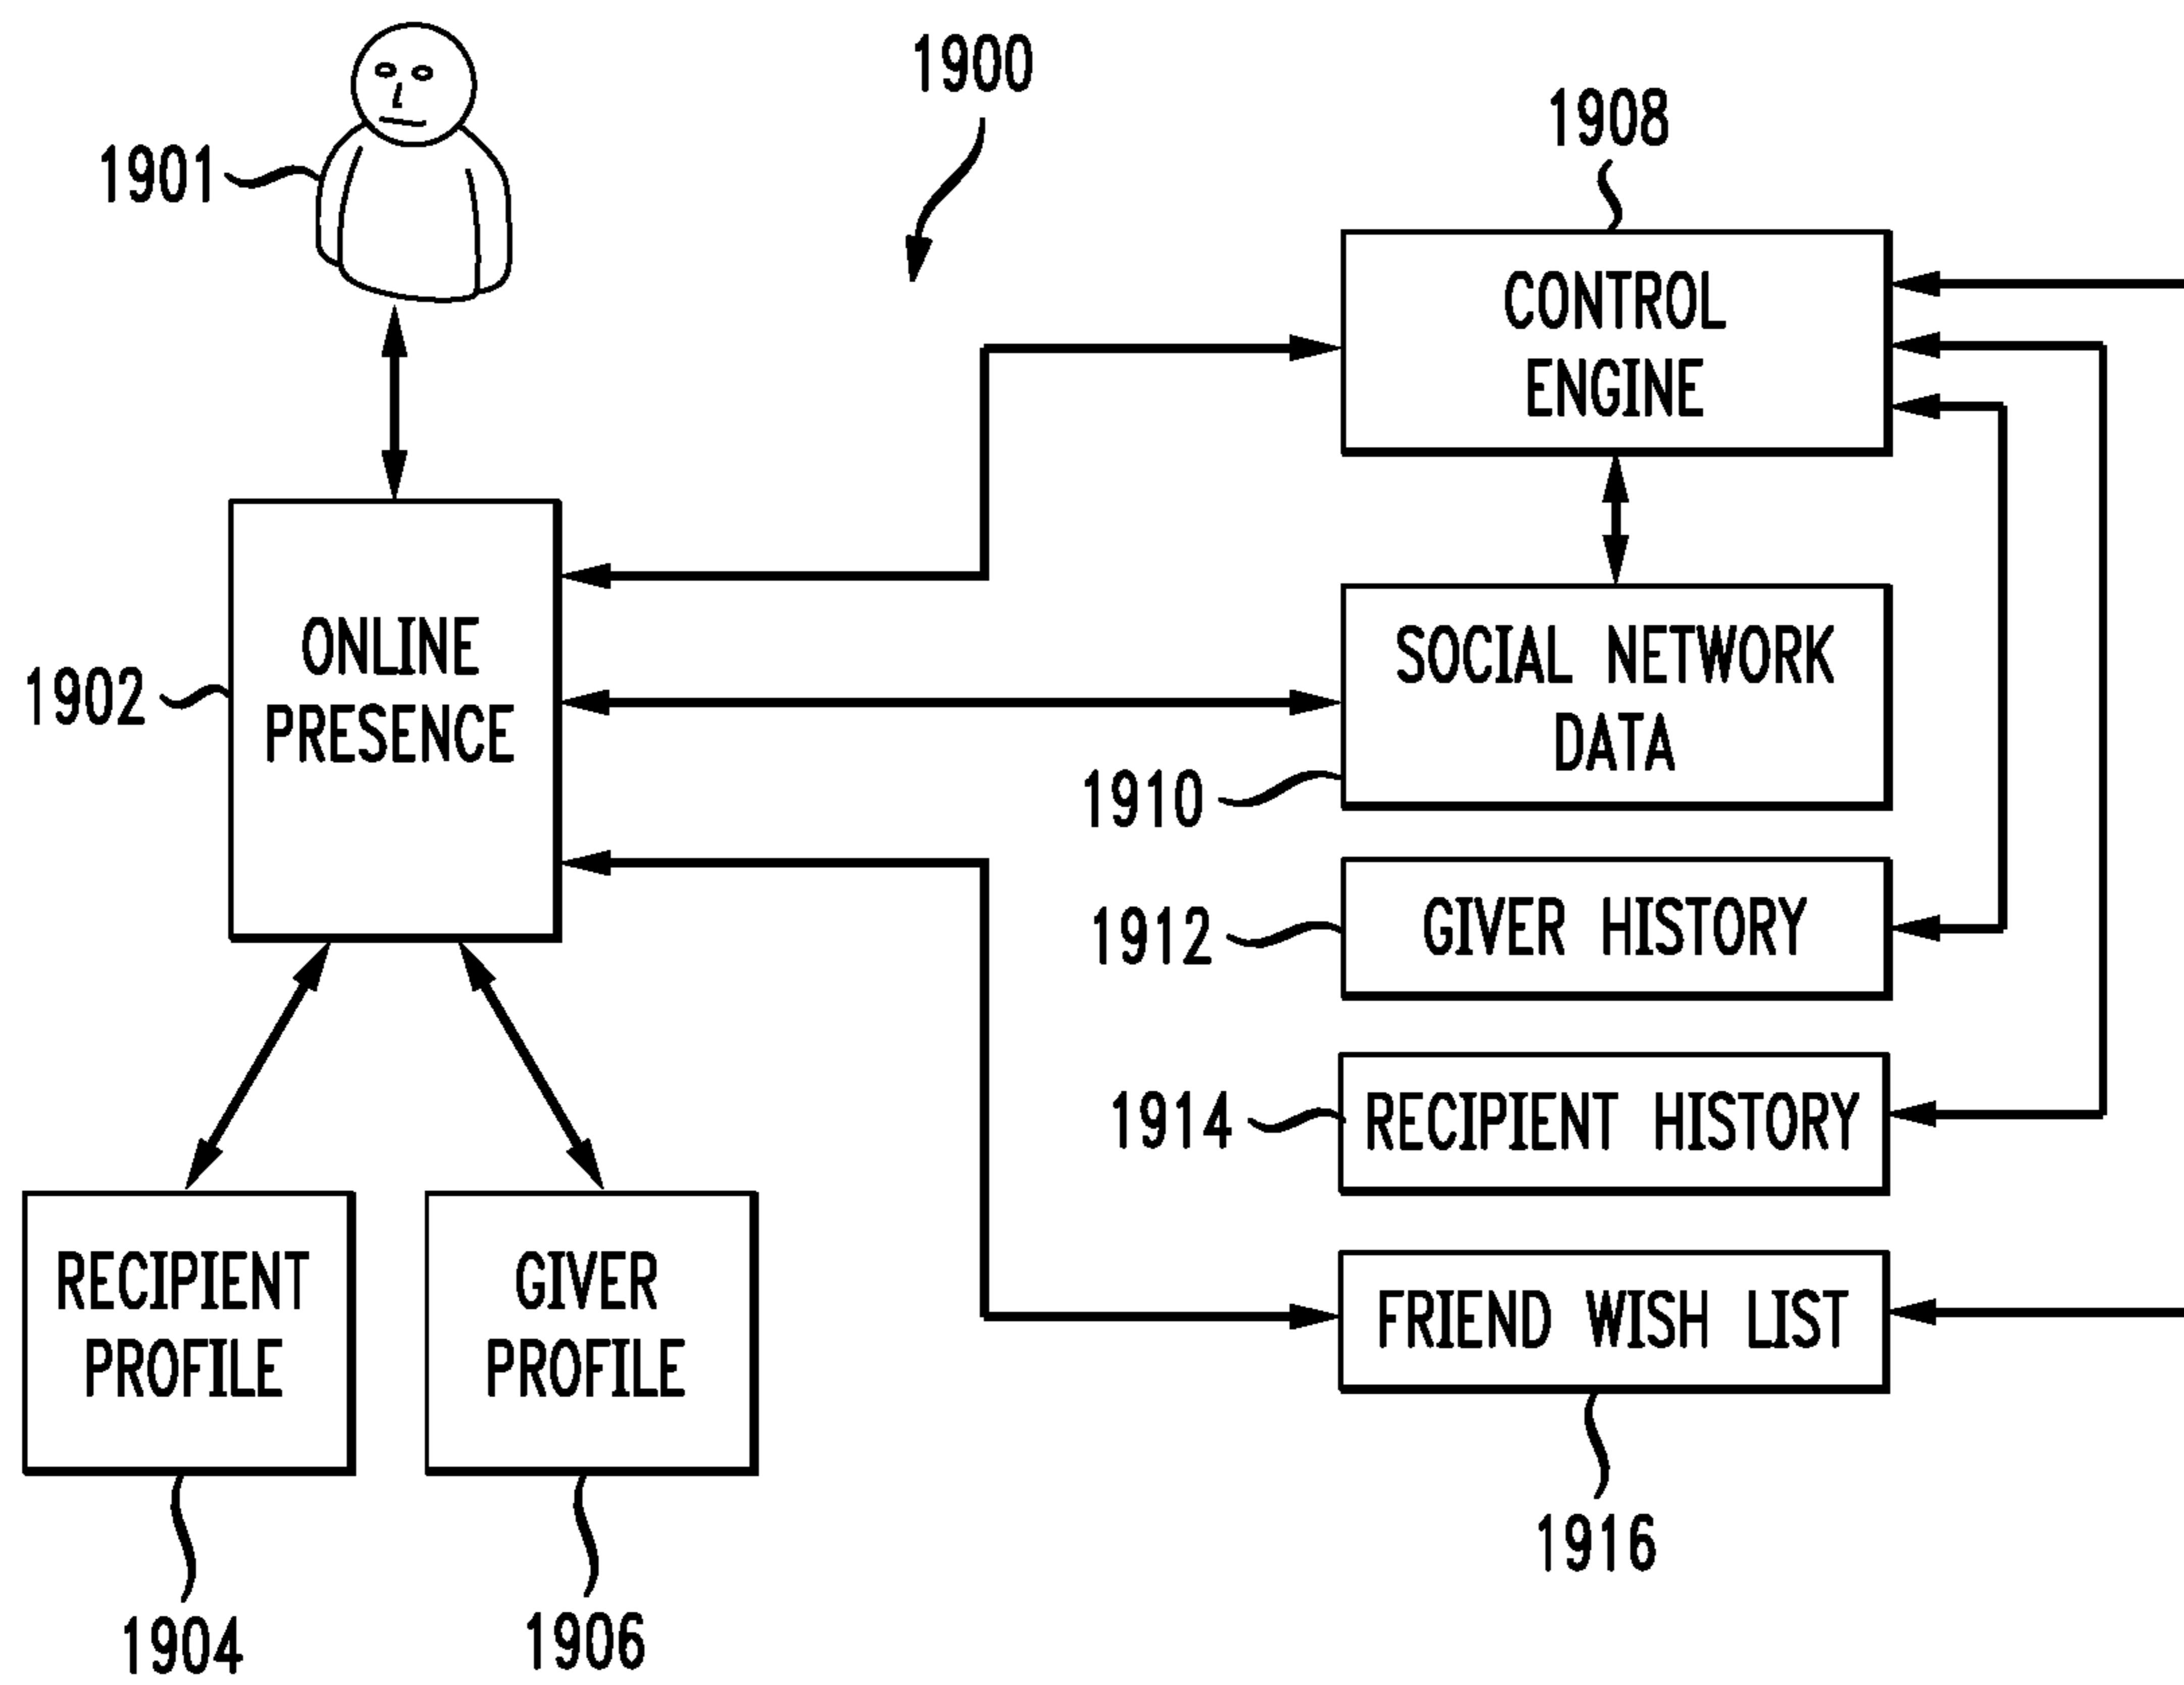 1900
1908
1901
CONTROL
ENGINE
ONLINE
PRESENCE
1902
SOCIAL NETWORK
DATA
1910
GIVER HISTORY
1912
RECIPIENT HISTORY
1914
RECIPIENT
PROFILE
GIVER
PROFILE
FRIEND WISH LIST
1916
1904
1906